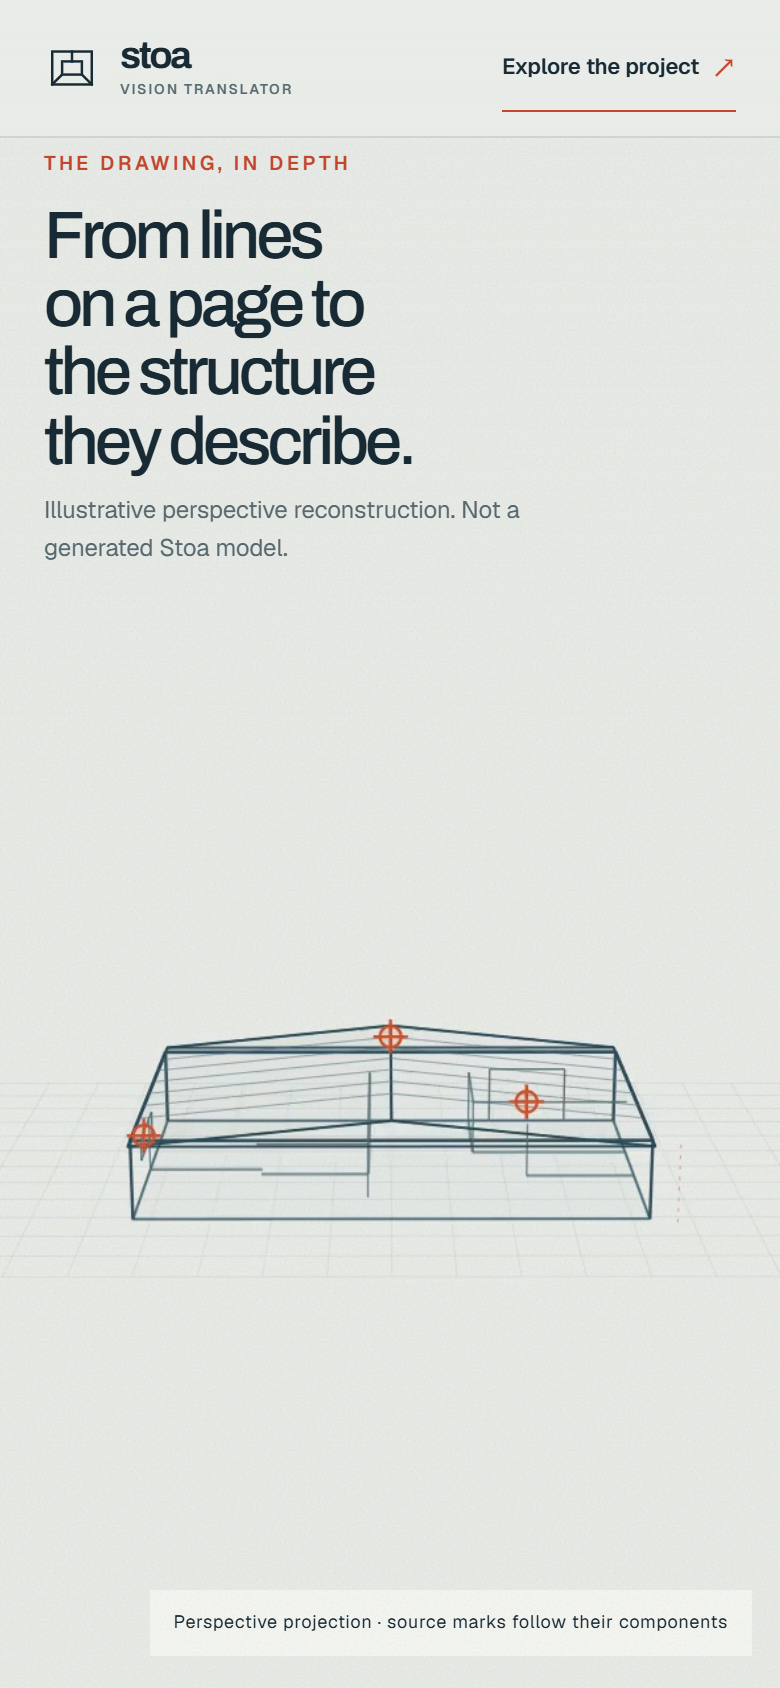 stoa
VISION TRANSLATOR
Explore the project ↗
THE DRAWING, IN DEPTH
From lines
on a page to
the structure
they describe.
Illustrative perspective reconstruction. Not a
generated Stoa model.
Perspective projection · source marks follow their components